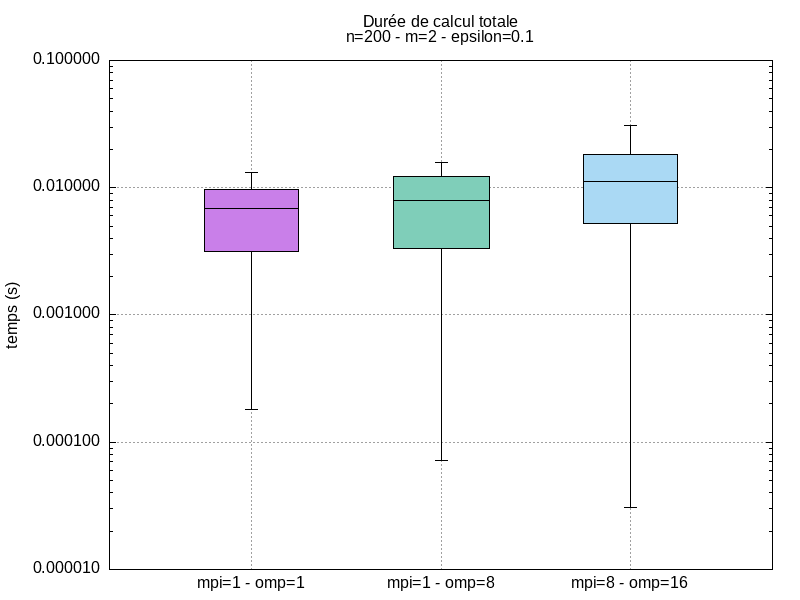 Durée de calcul totale
n=200 - m=2 - epsilon=0.1
0.100000
0.010000
0.001000
0.000100
0.000010
temps (s)
mpi=1 - omp=1
mpi=1 - omp=8
mpi=8 - omp=16